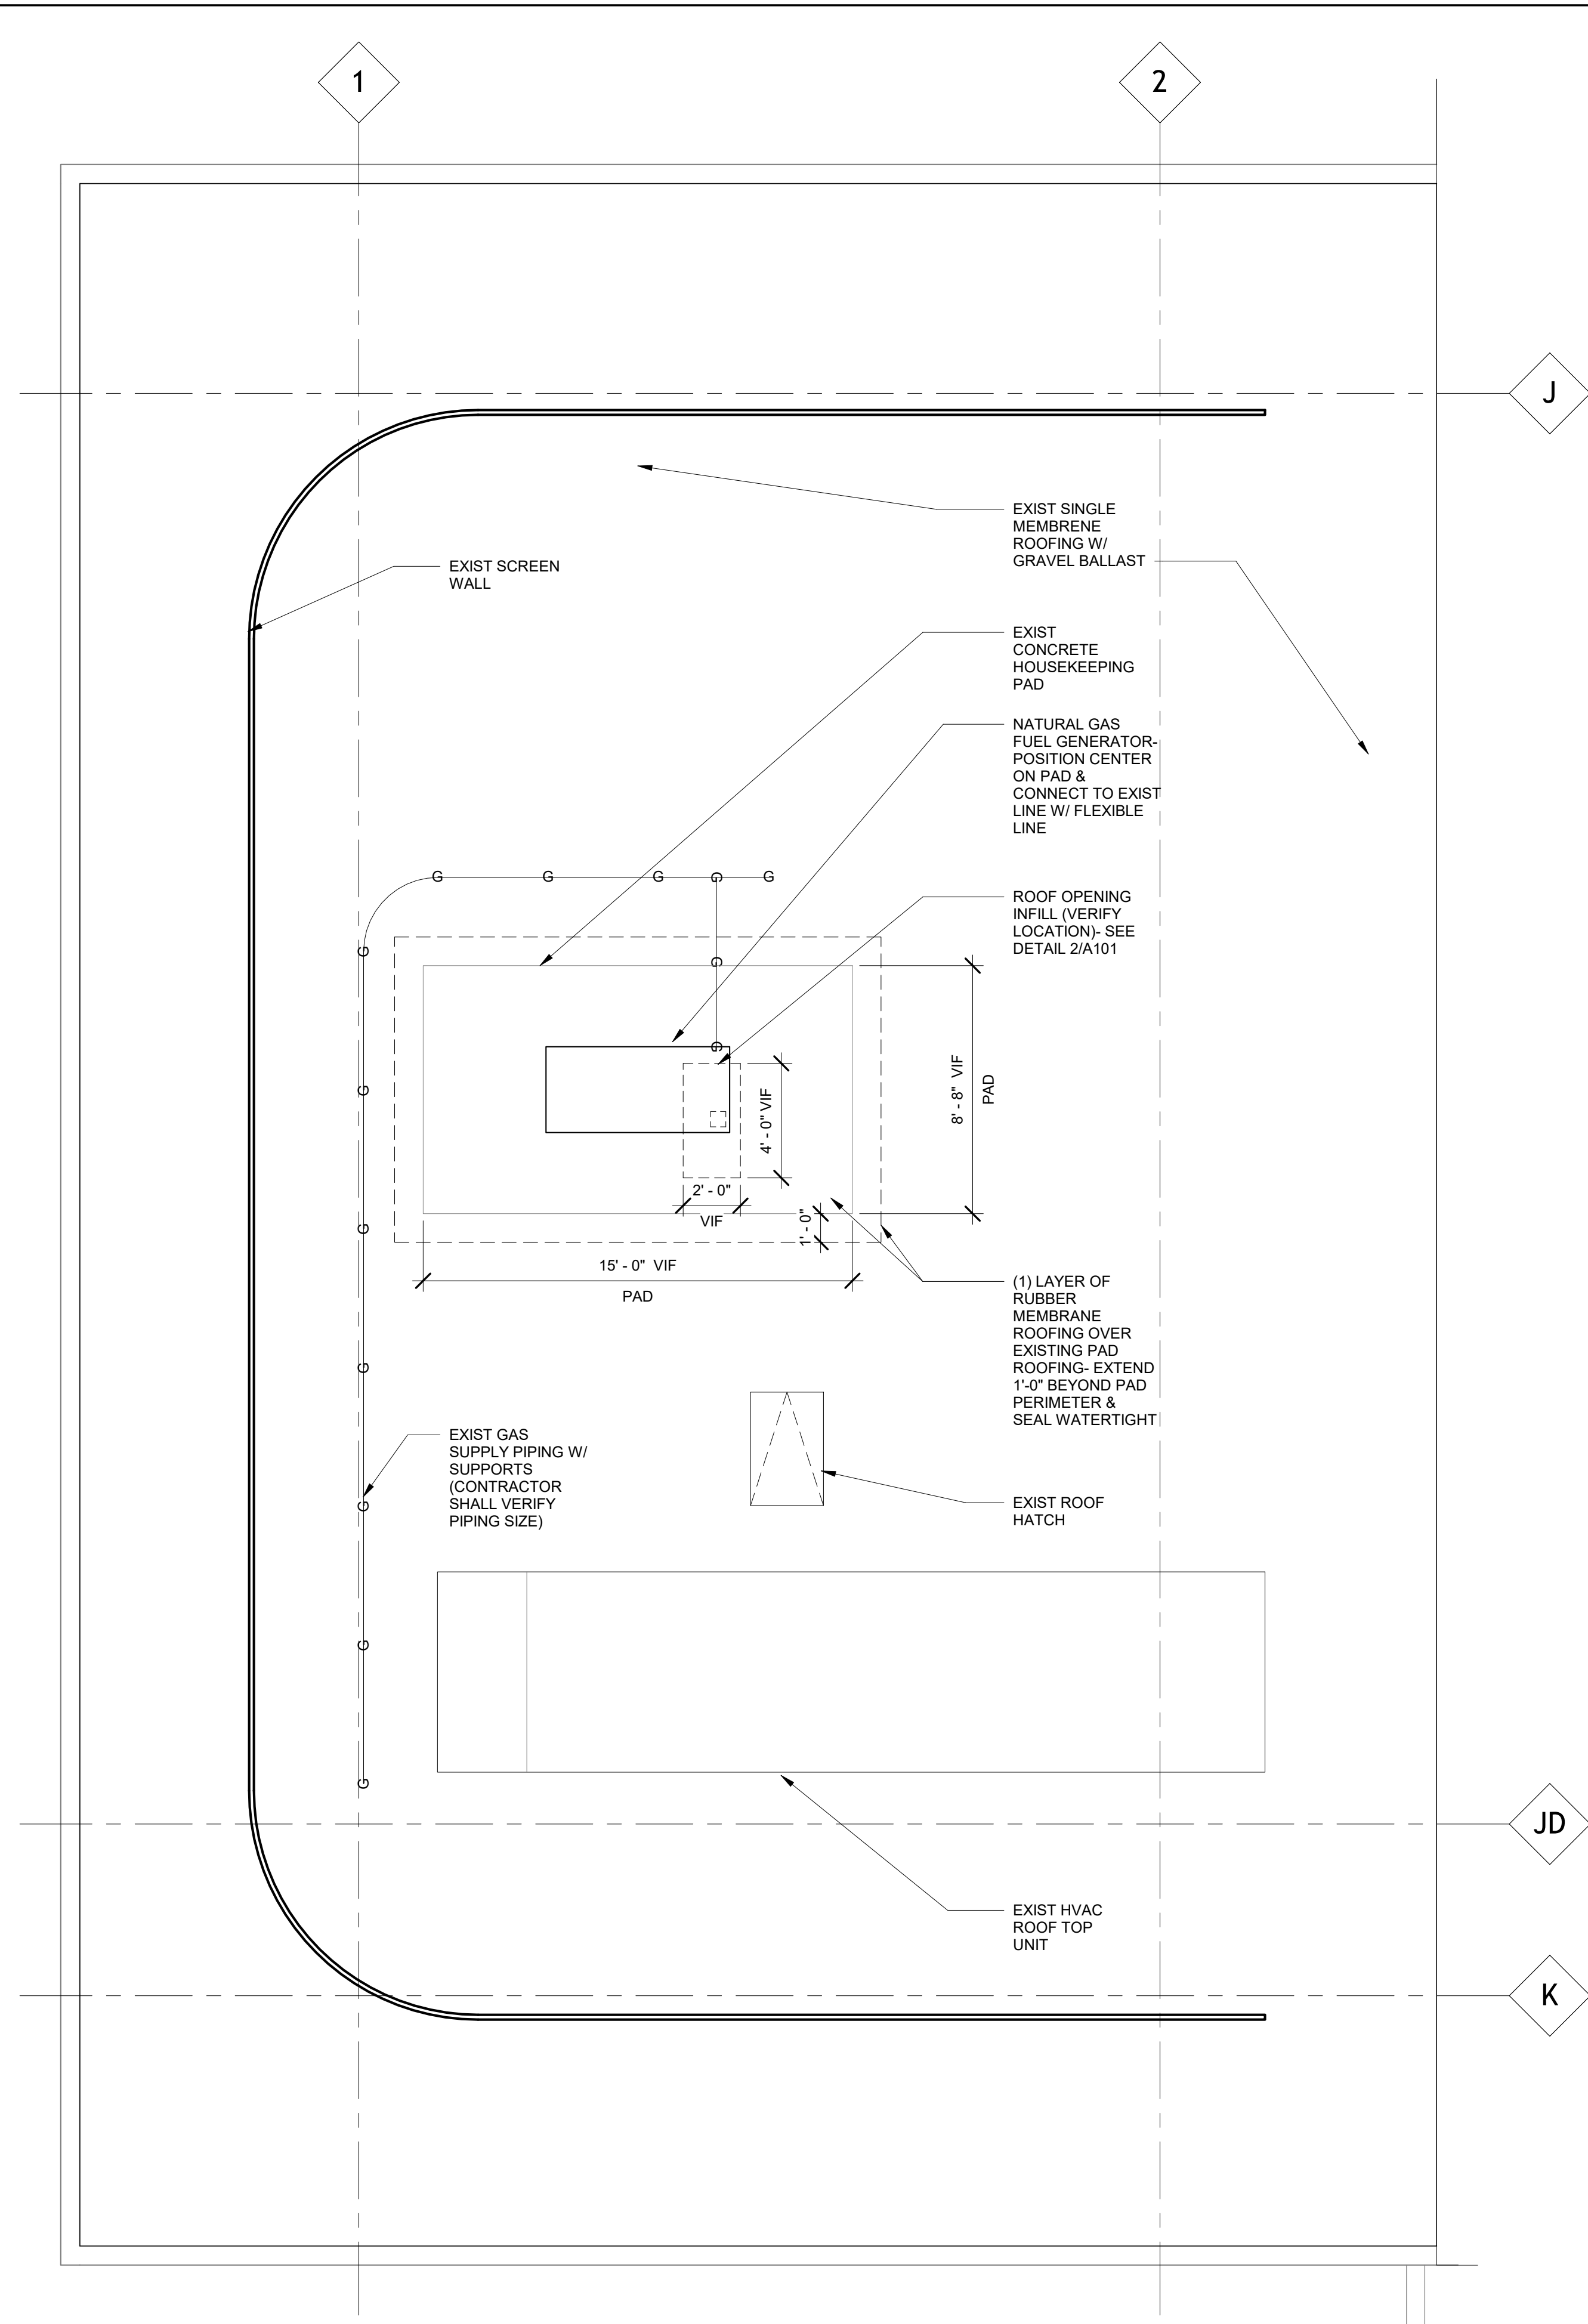 1
2
J
EXIST SINGLE
MEMBRENE
ROOFING W/
GRAVEL BALLAST
EXIST SCREEN
WALL
EXIST
CONCRETE
HOUSEKEEPING
PAD
NATURAL GAS
FUEL GENERATOR-
POSITION CENTER
ON PAD &
CONNECT TO EXIST
LINE W/ FLEXIBLE
LINE
G G G G G
ROOF OPENING
INFILL (VERIFY
LOCATION)- SEE
DETAIL 2/A101
G
G
G
G
8' - 8" VIF
PAD
4' - 0" VIF
2' - 0"
VIF
1' - 0"
G
15' - 0" VIF
PAD
(1) LAYER OF
RUBBER
MEMBRANE
ROOFING OVER
EXISTING PAD
ROOFING- EXTEND
1'-0" BEYOND PAD
PERIMETER &
SEAL WATERTIGHT
G
EXIST GAS
SUPPLY PIPING W/
SUPPORTS
(CONTRACTOR
SHALL VERIFY
PIPING SIZE)
G
EXIST ROOF
HATCH
G
G
JD
EXIST HVAC
ROOF TOP
UNIT
K